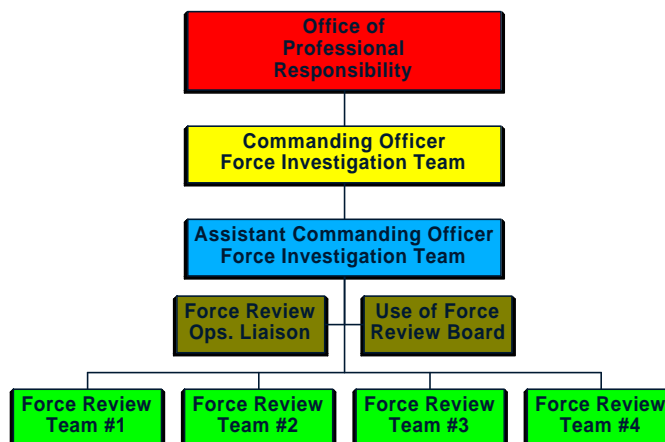 Office of
Professional
Responsibility
Commanding Officer
Force Investigation Team
Assistant Commanding Officer
Force Investigation Team
Force Review
Ops. Liaison
Use of Force
Review Board
Force Review
Team #1
Force Review
Team #2
Force Review
Team #3
Force Review
Team #4